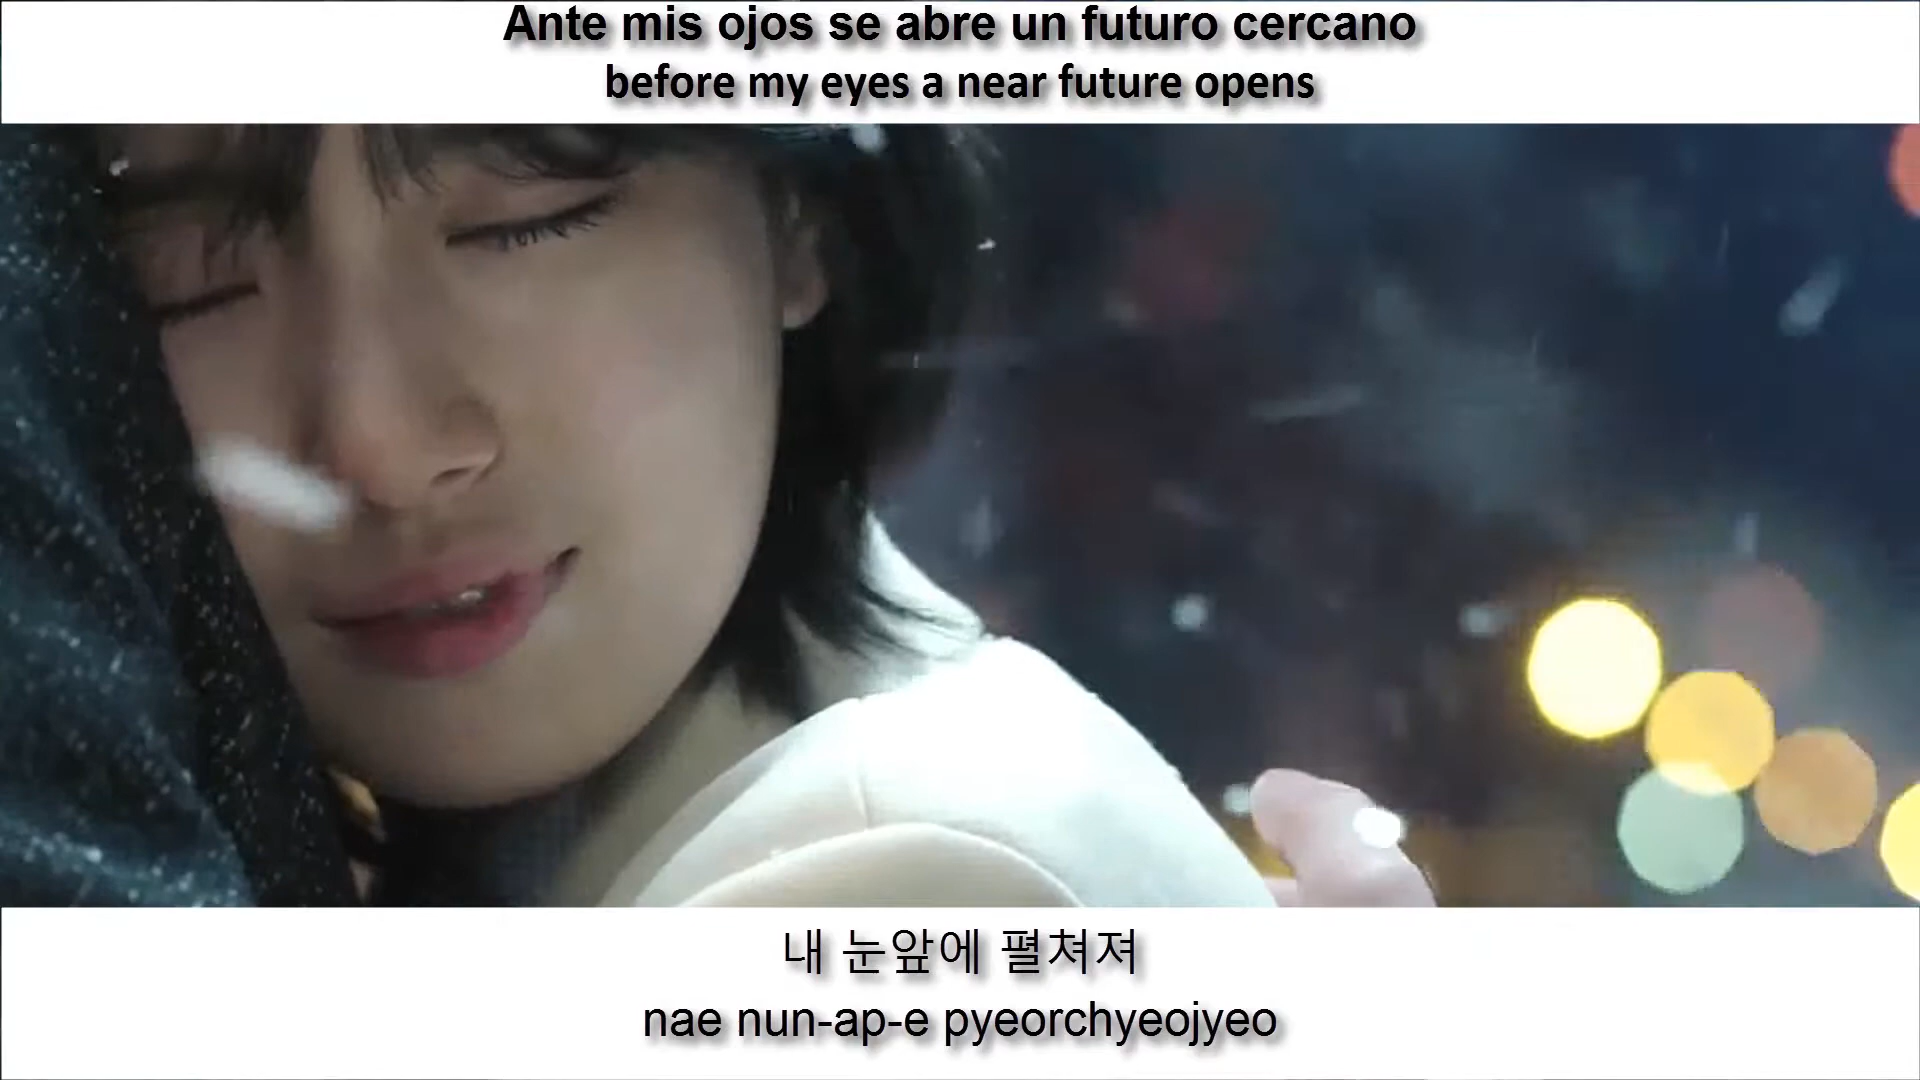 Ante mis ojos se abre un futuro cercano
before my eyes a near future opens
내 눈앞에 펼쳐져
nae nun-ap-e pyeorchyeojyeo